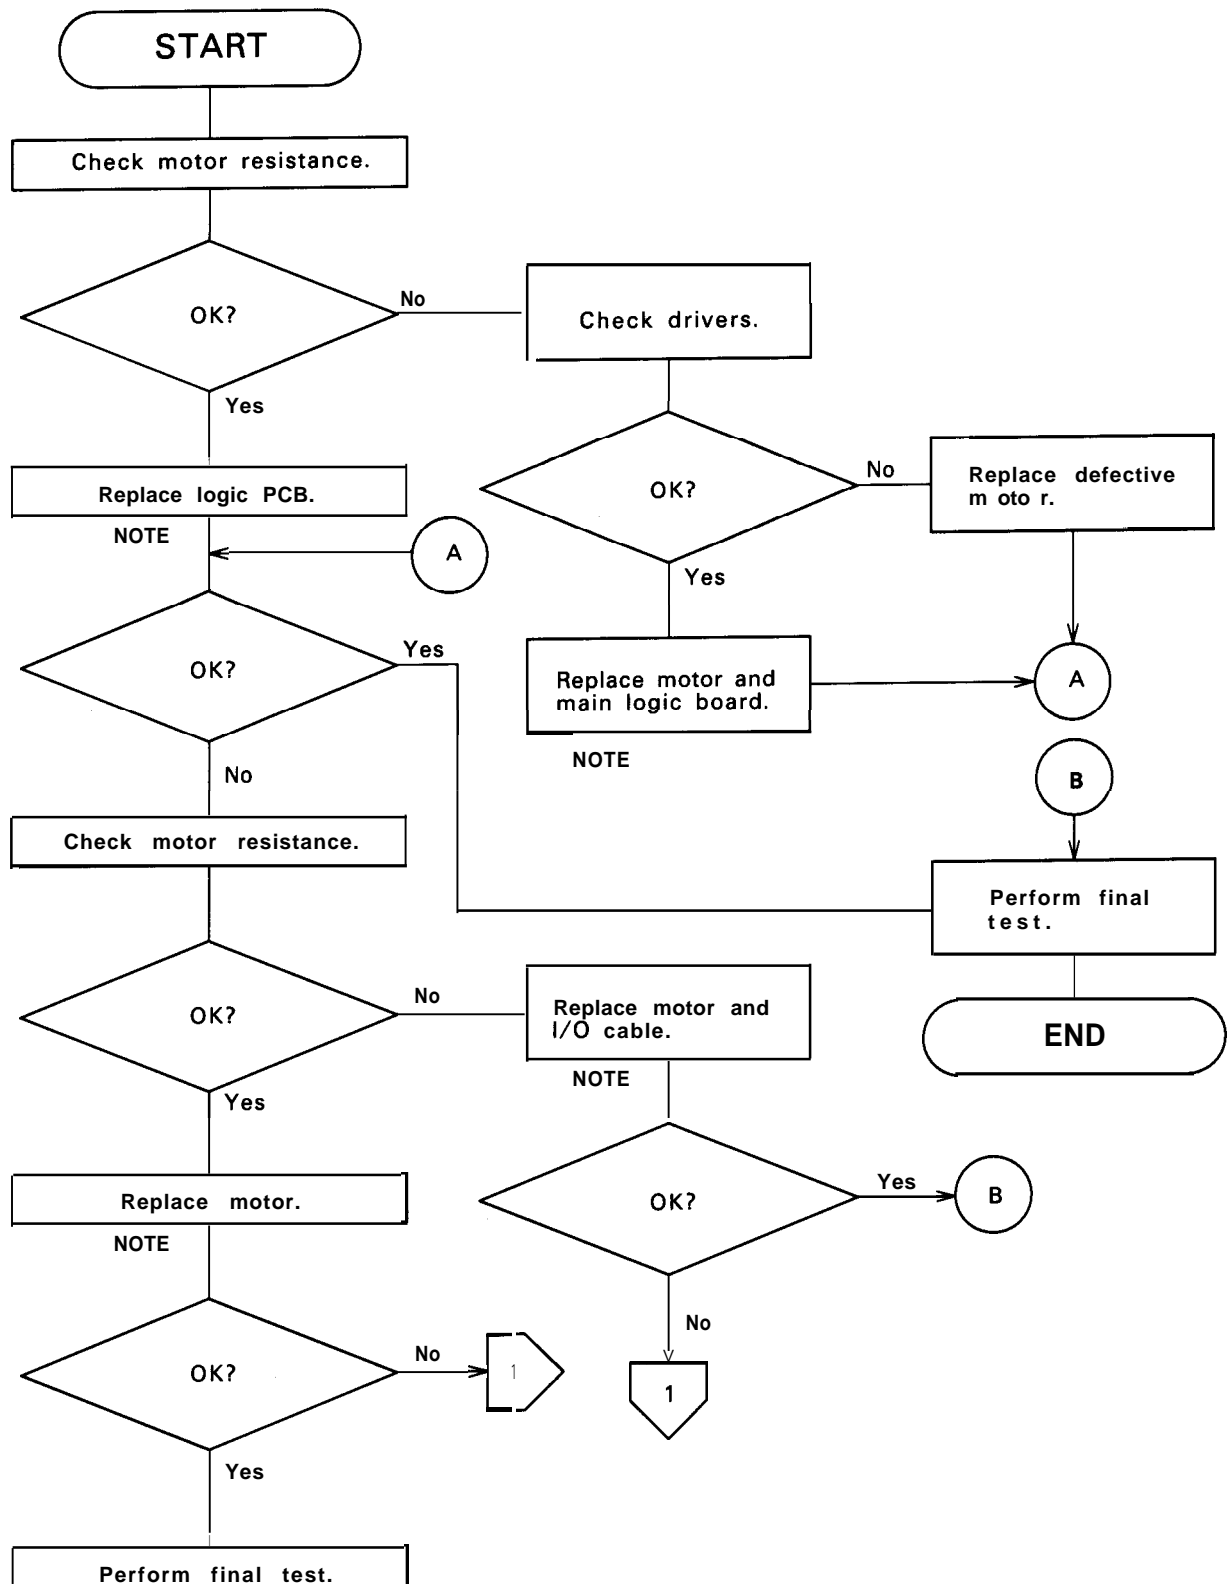 START
Check motor resistance.
OK?
No
Check drivers.
Yes
OK?
No
Replace defective
m oto r.
Replace logic PCB.
NOTE
A
Yes
OK?
Yes
Replace motor and
main logic board.
NOTE
A
B
No
Check motor resistance.
Perform final
test.
OK?
No
Replace motor and
I/O cable.
NOTE
END
Yes
Replace motor.
NOTE
OK?
Yes
B
No
OK?
No
1
1
Yes
Perform final test.